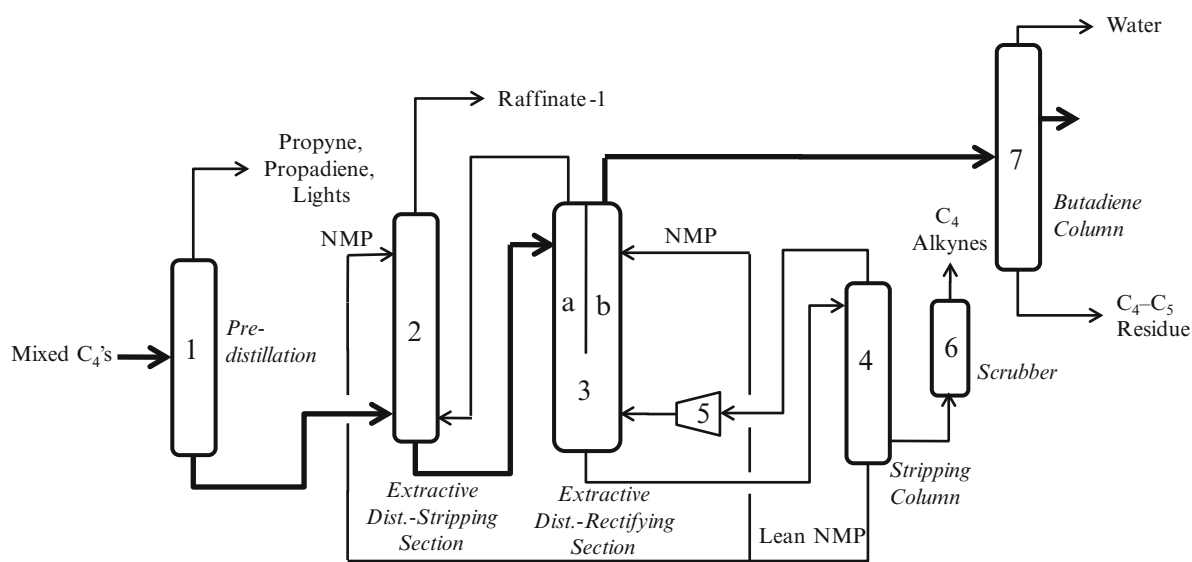 Water
Raffinate-1
Propyne,
Propadiene,
Lights
7
Butadiene
Column
C₄
Alkynes
NMP
NMP
a
b
C₄–C₅
Residue
Mixed C₄'s
1
Pre-
distillation
2
3
4
5
6
Scrubber
Stripping
Column
Extractive
Dist.-Stripping
Section
Extractive
Dist.-Rectifying
Section
Lean NMP